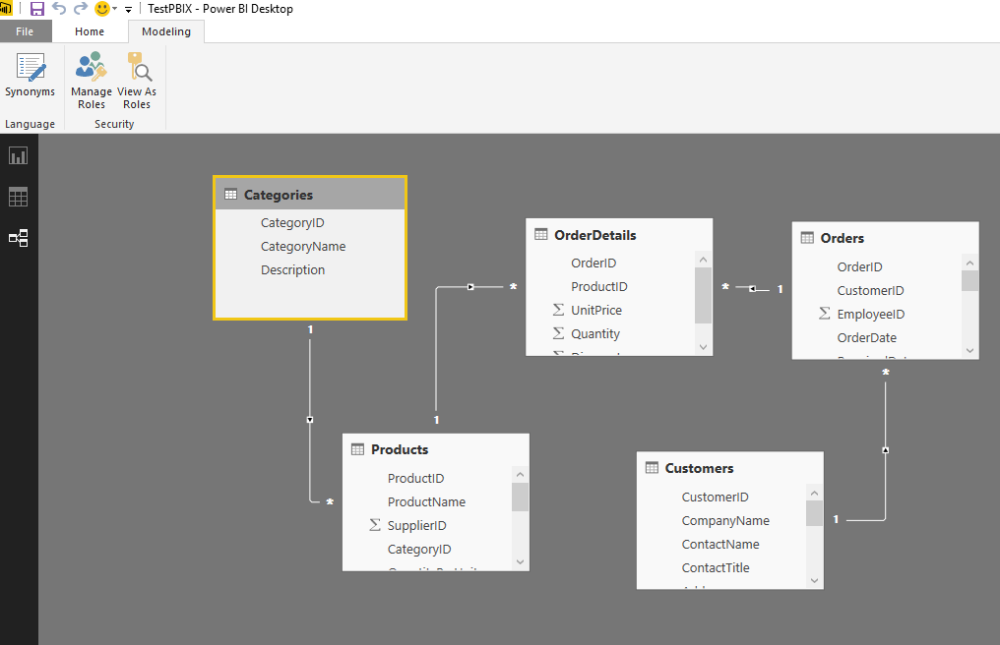 TestPBIX - Power BI Desktop
File Home Modeling
Synonyms
Manage Roles
View As Roles
Language Security
Categories
CategoryID
CategoryName
Description
1
*
Products
ProductID
ProductName
Σ SupplierID
CategoryID
1
*
OrderDetails
OrderID
ProductID
Σ UnitPrice
Σ Quantity
*
1
Orders
OrderID
CustomerID
Σ EmployeeID
OrderDate
*
1
Customers
CustomerID
CompanyName
ContactName
ContactTitle